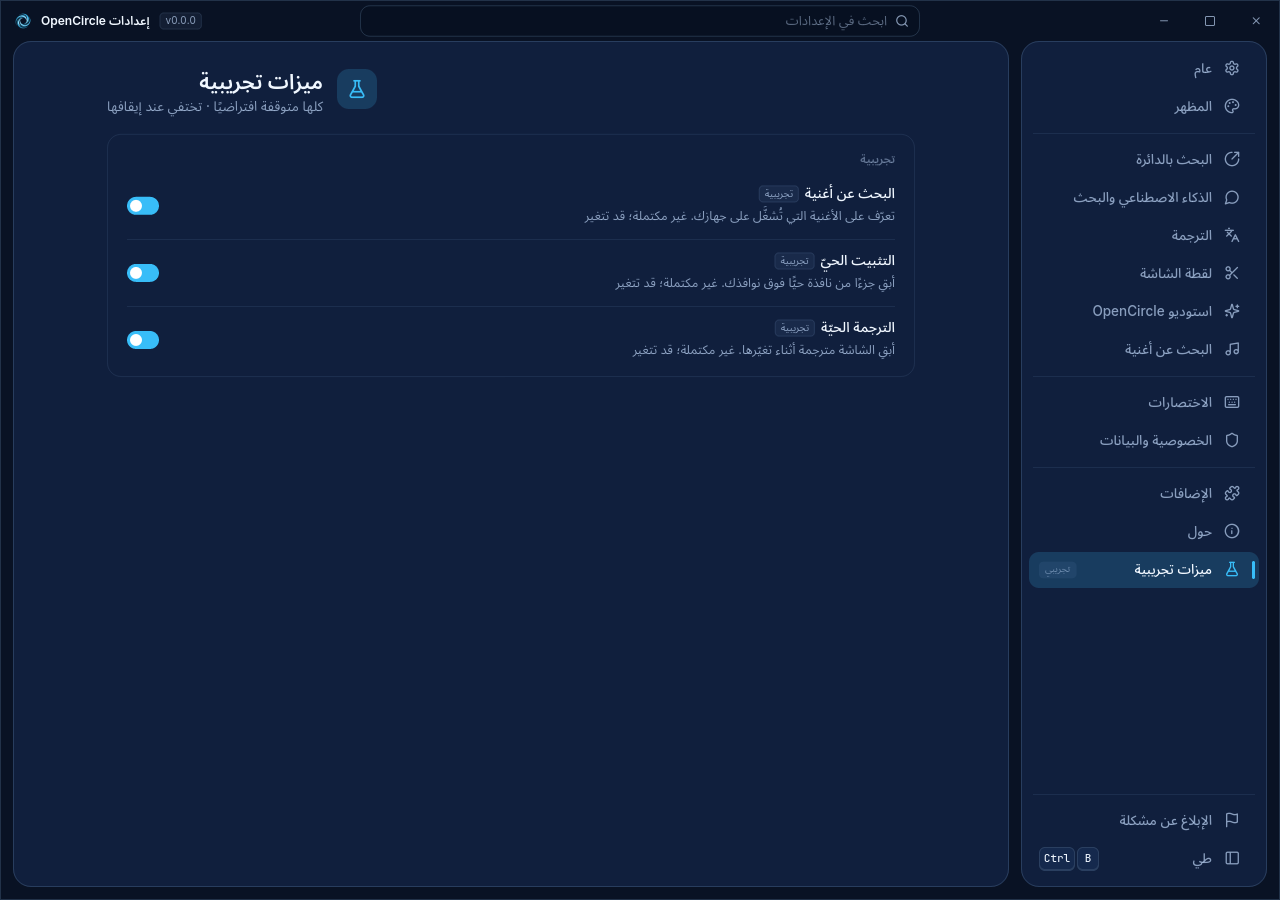 إعدادات OpenCircle
v0.0.0
ابحث في الإعدادات
عام
المظهر
البحث بالدائرة
الذكاء الاصطناعي والبحث
الترجمة
لقطة الشاشة
استوديو OpenCircle
البحث عن أغنية
الاختصارات
الخصوصية والبيانات
الإضافات
حول
ميزات تجريبية تجريبي
الإبلاغ عن مشكلة
طي Ctrl B
ميزات تجريبية
كلها متوقفة افتراضيًا · تختفي عند إيقافها
تجريبية
البحث عن أغنية تجريبية
تعرّف على الأغنية التي تُشغَّل على جهازك. غير مكتملة؛ قد تتغير
التثبيت الحيّ تجريبية
أبقِ جزءًا من نافذة حيًّا فوق نوافذك. غير مكتملة؛ قد تتغير
الترجمة الحيّة تجريبية
أبقِ الشاشة مترجمة أثناء تغيّرها. غير مكتملة؛ قد تتغير